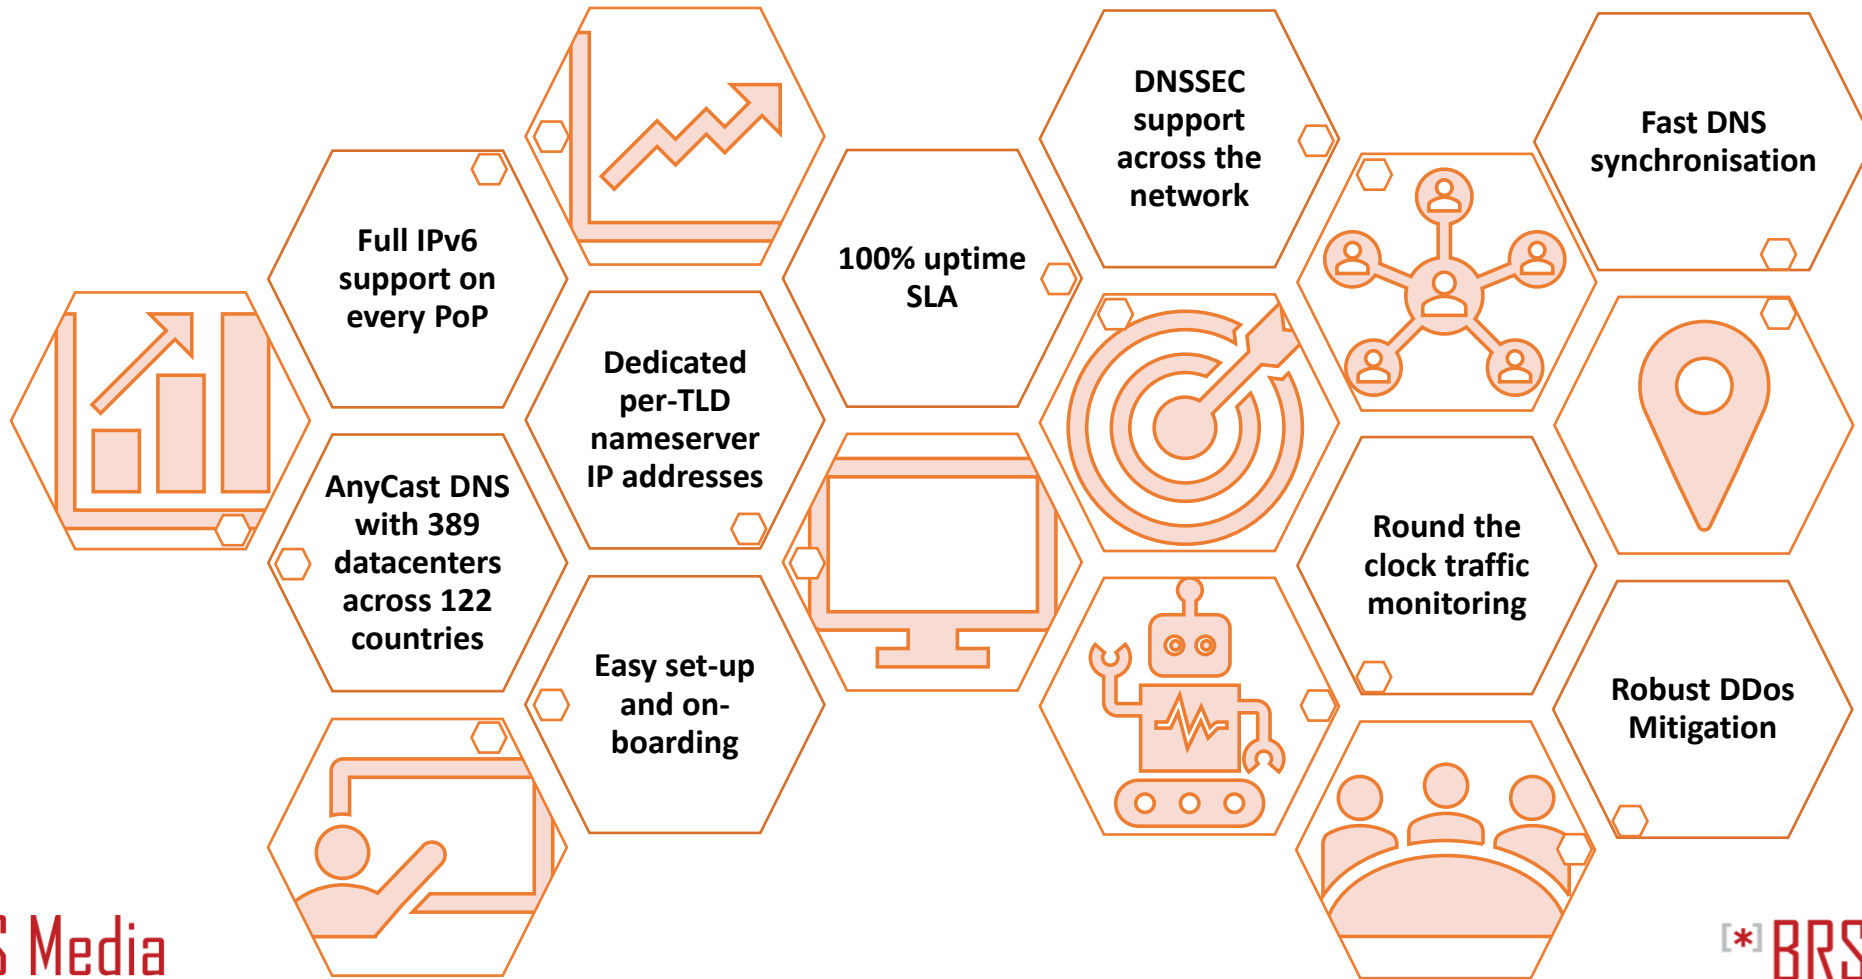 DNSSEC
support
across the
network
Fast DNS
synchronisation
Full IPv6
support on
every PoP
100% uptime
SLA
Dedicated
per-TLD
nameserver
IP addresses
AnyCast DNS
with 389
datacenters
across 122
countries
Round the
clock traffic
monitoring
Easy set-up
and on-
boarding
Robust DDos
Mitigation
S Media
[*] BRS